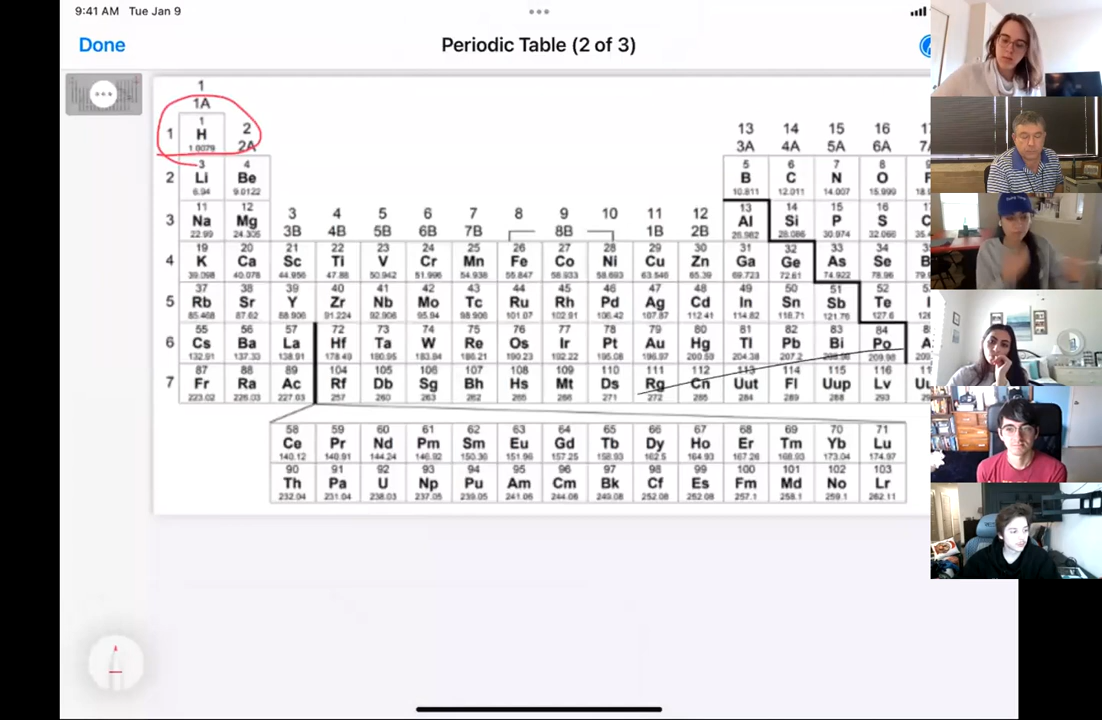 9:41 AM Tue Jan 9
Done
Periodic Table (2 of 3)
1
1A
1 1 2 13 14 15 16
H 2A 3A 4A 5A 6A
1.0079
3 4 5 6 7 8
2 Li Be B C N O
6.94 9.0122 10.811 12.011 14.007 15.999
11 12 13 14 15 16
3 Na Mg 3 4 5 6 7 8 9 10 11 12 Al Si P S
22.99 24.305 3B 4B 5B 6B 7B 8B 1B 2B 26.982 28.086 30.974 32.066
19 20 21 22 23 24 25 26 27 28 29 30 31 32 33 34
4 K Ca Sc Ti V Cr Mn Fe Co Ni Cu Zn Ga Ge As Se
39.098 40.078 44.956 47.88 50.942 51.996 54.938 55.847 58.933 58.693 63.546 65.39 69.723 72.61 74.922 78.96
37 38 39 40 41 42 43 44 45 46 47 48 49 50 51 52
5 Rb Sr Y Zr Nb Mo Tc Ru Rh Pd Ag Cd In Sn Sb Te
85.468 87.62 88.906 91.224 92.906 95.94 98.906 101.07 102.91 106.42 107.87 112.41 114.82 118.71 121.76 127.6
55 56 57 72 73 74 75 76 77 78 79 80 81 82 83 84
6 Cs Ba La Hf Ta W Re Os Ir Pt Au Hg Tl Pb Bi Po
132.91 137.33 138.91 178.49 180.95 183.84 186.21 190.23 192.22 195.08 196.97 200.59 204.38 207.2 208.98 209.98
87 88 89 104 105 106 107 108 109 110 111 112 113 114 115 116
7 Fr Ra Ac Rf Db Sg Bh Hs Mt Ds Rg Cn Uut Fl Uup Lv
223.02 226.03 227.03 257 260 263 262 265 266 271 272 285 284 289 288 293
58 59 60 61 62 63 64 65 66 67 68 69 70 71
Ce Pr Nd Pm Sm Eu Gd Tb Dy Ho Er Tm Yb Lu
140.12 140.91 144.24 146.92 150.36 151.96 157.25 158.93 162.5 164.93 167.26 168.93 173.04 174.97
90 91 92 93 94 95 96 97 98 99 100 101 102 103
Th Pa U Np Pu Am Cm Bk Cf Es Fm Md No Lr
232.04 231.04 238.03 237.05 239.05 241.06 244.06 249.08 252.08 252.08 257.1 258.1 259.1 262.11